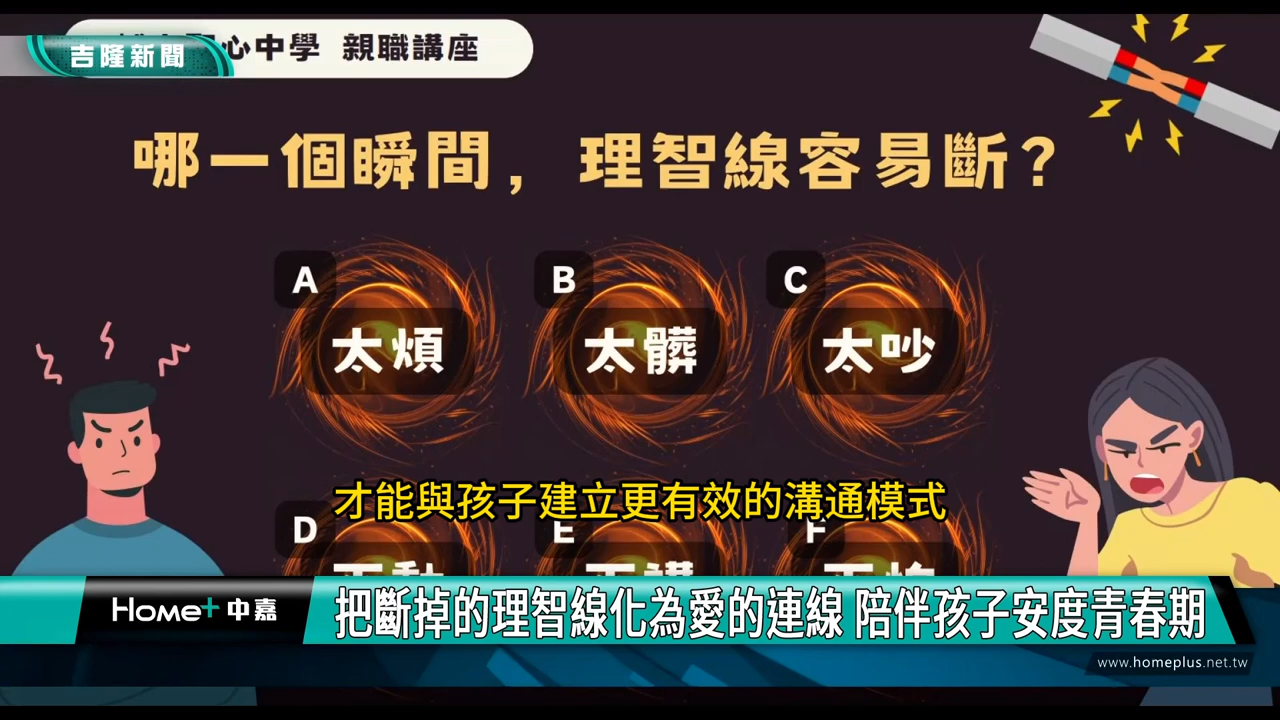 吉隆新聞
心中學 親職講座
哪一個瞬間，理智線容易斷？
A
B
C
太煩
太髒
太吵
才能與孩子建立更有效的溝通模式
D
E
F
Home+中嘉
把斷掉的理智線化為愛的連線 陪伴孩子安度青春期
www.homeplus.net.tw